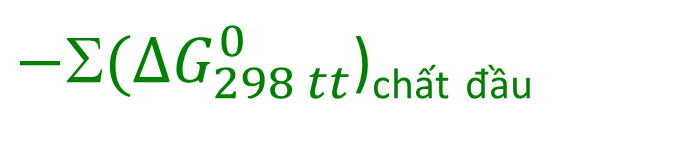 −Σ(ΔG⁰₂₉₈ tt)chất đầu